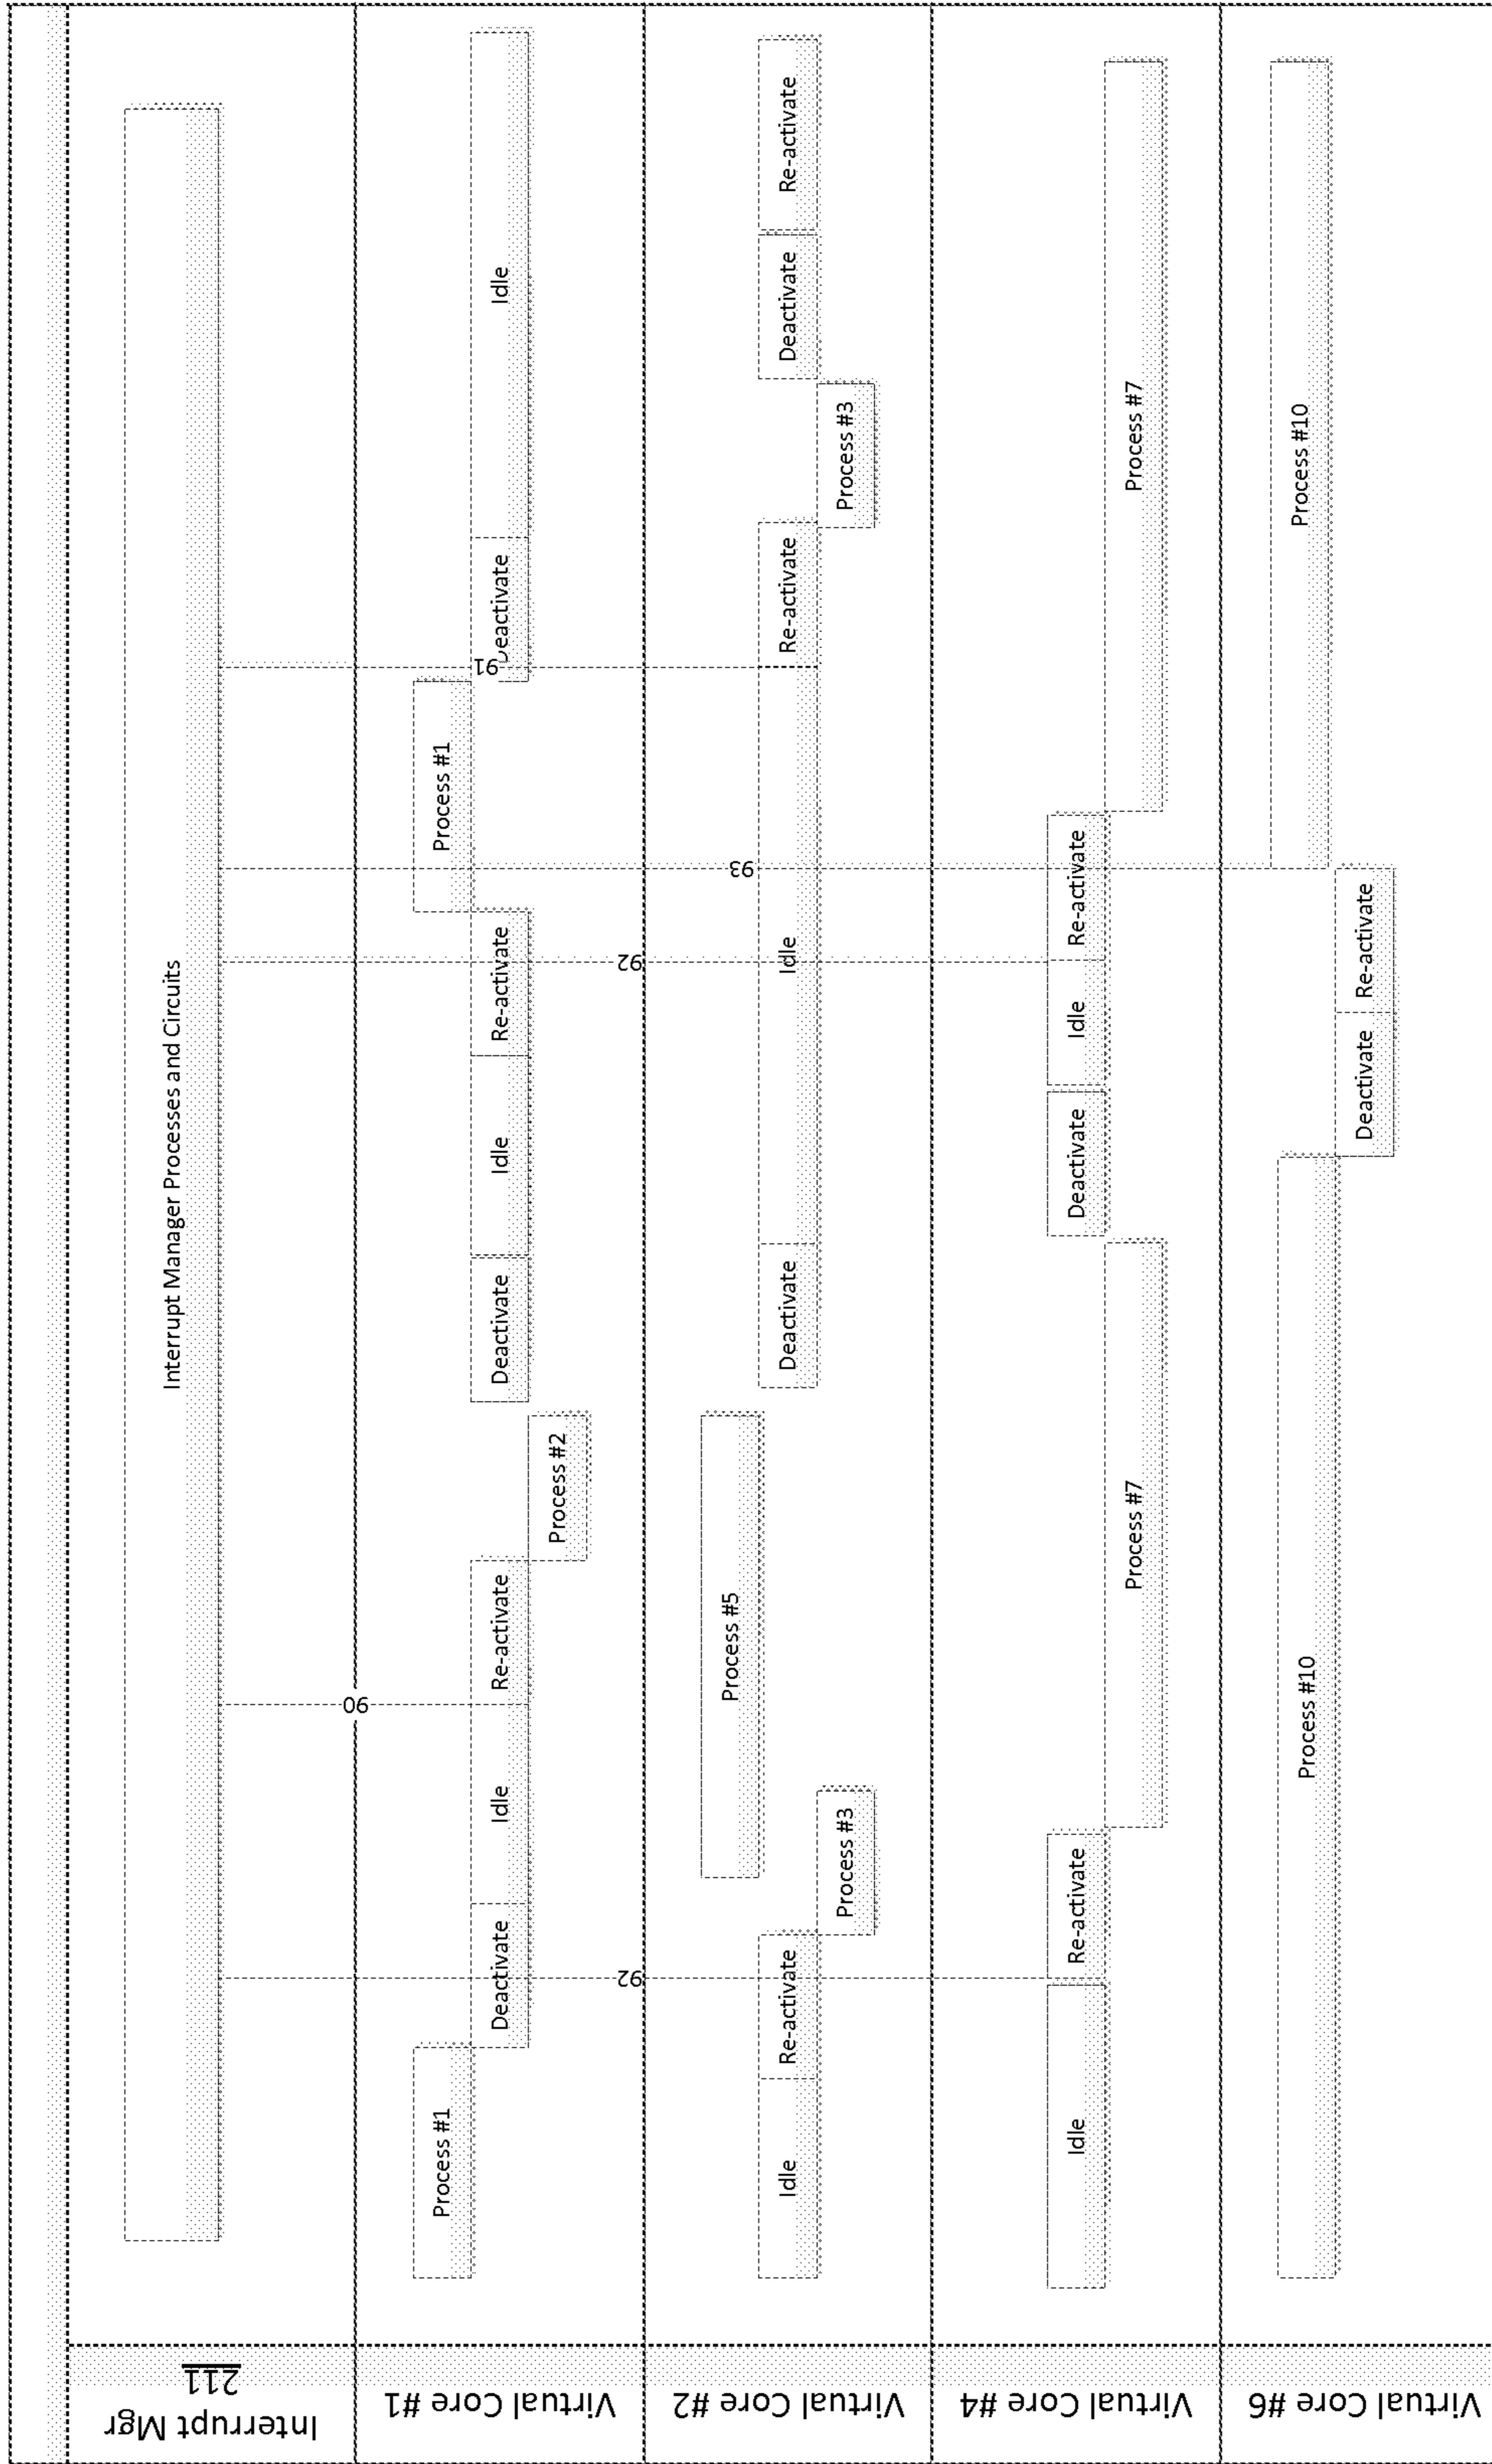 Interrupt Mgr
211
Interrupt Manager Processes and Circuits
Virtual Core #1
Process #1
Deactivate
Idle
90
Re-activate
Process #2
Deactivate
Idle
Re-activate
Process #1
91
Deactivate
Idle
Virtual Core #2
Idle
Re-activate
92
Process #3
Process #5
Deactivate
Idle
92
93
Re-activate
Process #3
Deactivate
Re-activate
Virtual Core #4
Idle
Re-activate
Process #7
Deactivate
Idle
Re-activate
Process #7
Virtual Core #6
Process #10
Deactivate
Re-activate
Process #10